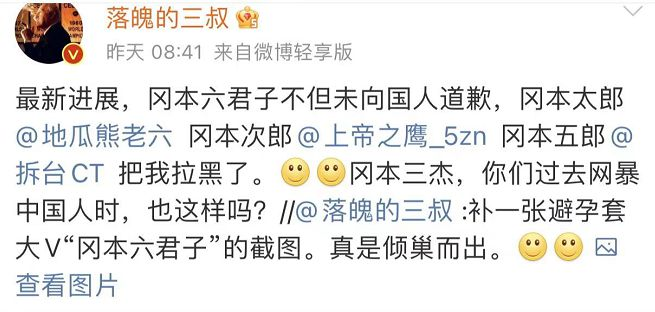 落魄的三叔
昨天 08:41 来自微博轻享版
最新进展，冈本六君子不但未向国人道歉，冈本太郎
@地瓜熊老六 冈本次郎@上帝之鹰_5zn 冈本五郎@
拆台CT 把我拉黑了。🙂🙂冈本三杰，你们过去网暴
中国人时，也这样吗？//@落魄的三叔 :补一张避孕套
大V“冈本六君子”的截图。真是倾巢而出。🙂🙂
查看图片